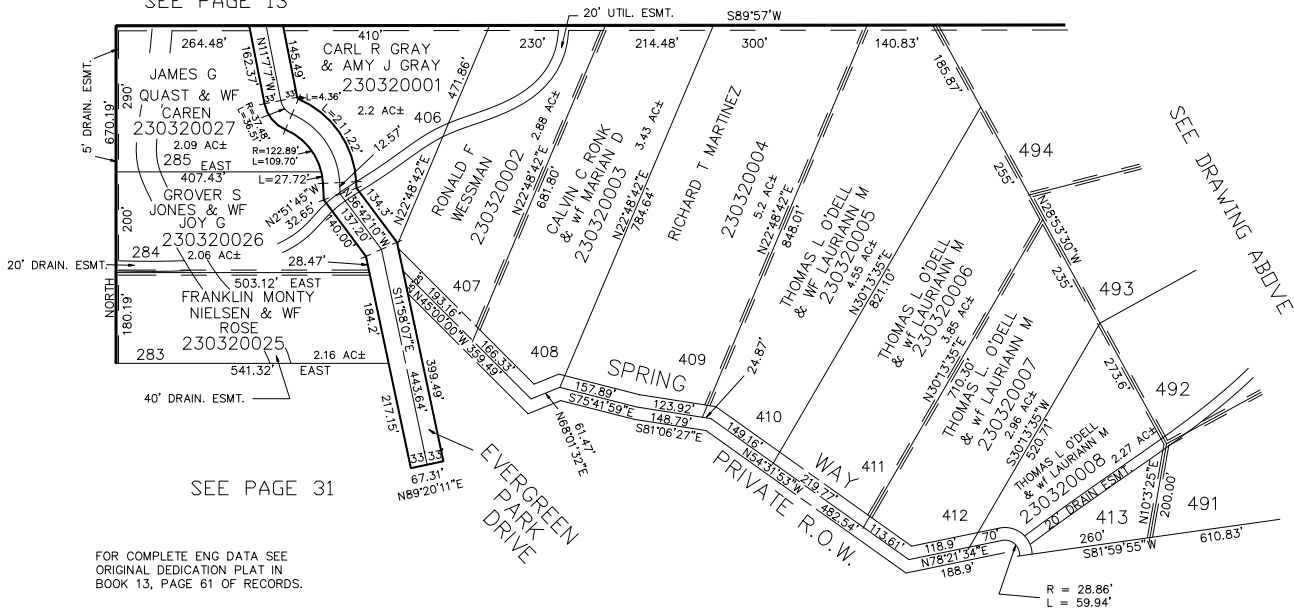 SEE PAGE 13
20' UTIL. ESMT.
S89°57'W
264.48'
410'
230'
214.48'
300'
140.83'
5' DRAIN. ESMT.
670.19'
290'
JAMES G
QUAST & WF
CAREN
230320027
2.09 AC±
285
EAST
407.43'
N11°7'7"W
162.37'
145.49'
33'
33'
L=4.36'
R=37.48'
L=36.51'
L=211.22'
R=122.89'
L=109.70'
L=27.72'
CARL R GRAY
& AMY J GRAY
230320001
2.2 AC±
406
12.57'
471.86'
N22°48'42"E
RONALD F
WESSMAN
230320002
2.88 AC±
N22°48'42"E
681.80'
CALVIN C RONK
& wf MARIAN D
230320003
3.43 AC±
N22°48'42"E
784.64'
RICHARD T MARTINEZ
230320004
5.2 AC±
N22°48'42"E
848.01'
THOMAS L O'DELL
& WF LAURIANN M
230320005
4.55 AC±
N30°13'35"E
821.10'
THOMAS L. O'DELL
& wf LAURIANN M
230320006
3.85 AC±
N30°13'35"E
710.30'
THOMAS L. O'DELL
& wf LAURIANN M
230320007
2.96 AC±
S30°13'35"W
520.71'
THOMAS L O'DELL
& wf LAURIANN M
230320008
2.27 AC±
20' DRAIN ESMT.
185.87'
494
255'
N28°53'30"W
235'
493
273.6'
492
SEE DRAWING ABOVE
N10°3'25"E
200.00'
491
413
260'
S81°59'55"W
610.83'
GROVER S
JONES & WF
JOY G
230320026
2.06 AC±
200'
284
20' DRAIN. ESMT.
503.12'
EAST
N2°51'45"W
32.65'
N36°42'10"W
134.3'
137.20'
140.00'
28.47'
NORTH
180.19'
FRANKLIN MONTY
NIELSEN & WF
ROSE
230320025
283
2.16 AC±
541.32'
EAST
40' DRAIN. ESMT.
184.2'
S11°58'07"E
399.49'
443.64'
217.15'
33'
33'
67.31'
N89°20'11"E
EVERGREEN
PARK
DRIVE
407
193.16'
N45°00'00"W
359.49'
166.33'
408
N68°01'32"E
61.47'
SPRING
157.89'
S75°41'59"E
123.92'
148.79'
S81°06'27"E
409
24.87'
410
149.16'
WAY
N54°31'53"W
219.77'
482.54'
PRIVATE R.O.W.
411
113.61'
412
118.9'
70'
N78°21'34"E
188.9'
R = 28.86'
L = 59.94'
SEE PAGE 31
FOR COMPLETE ENG DATA SEE
ORIGINAL DEDICATION PLAT IN
BOOK 13, PAGE 61 OF RECORDS.